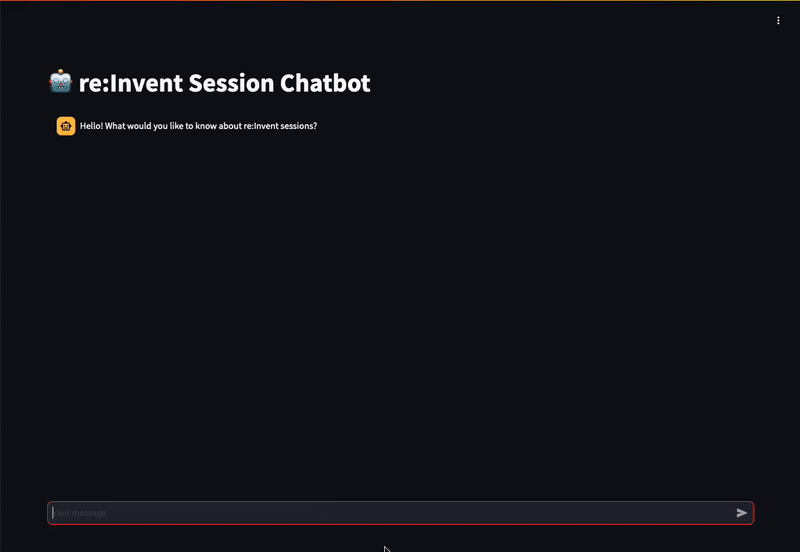 re:Invent Session Chatbot
Hello! What would you like to know about re:Invent sessions?
Your message